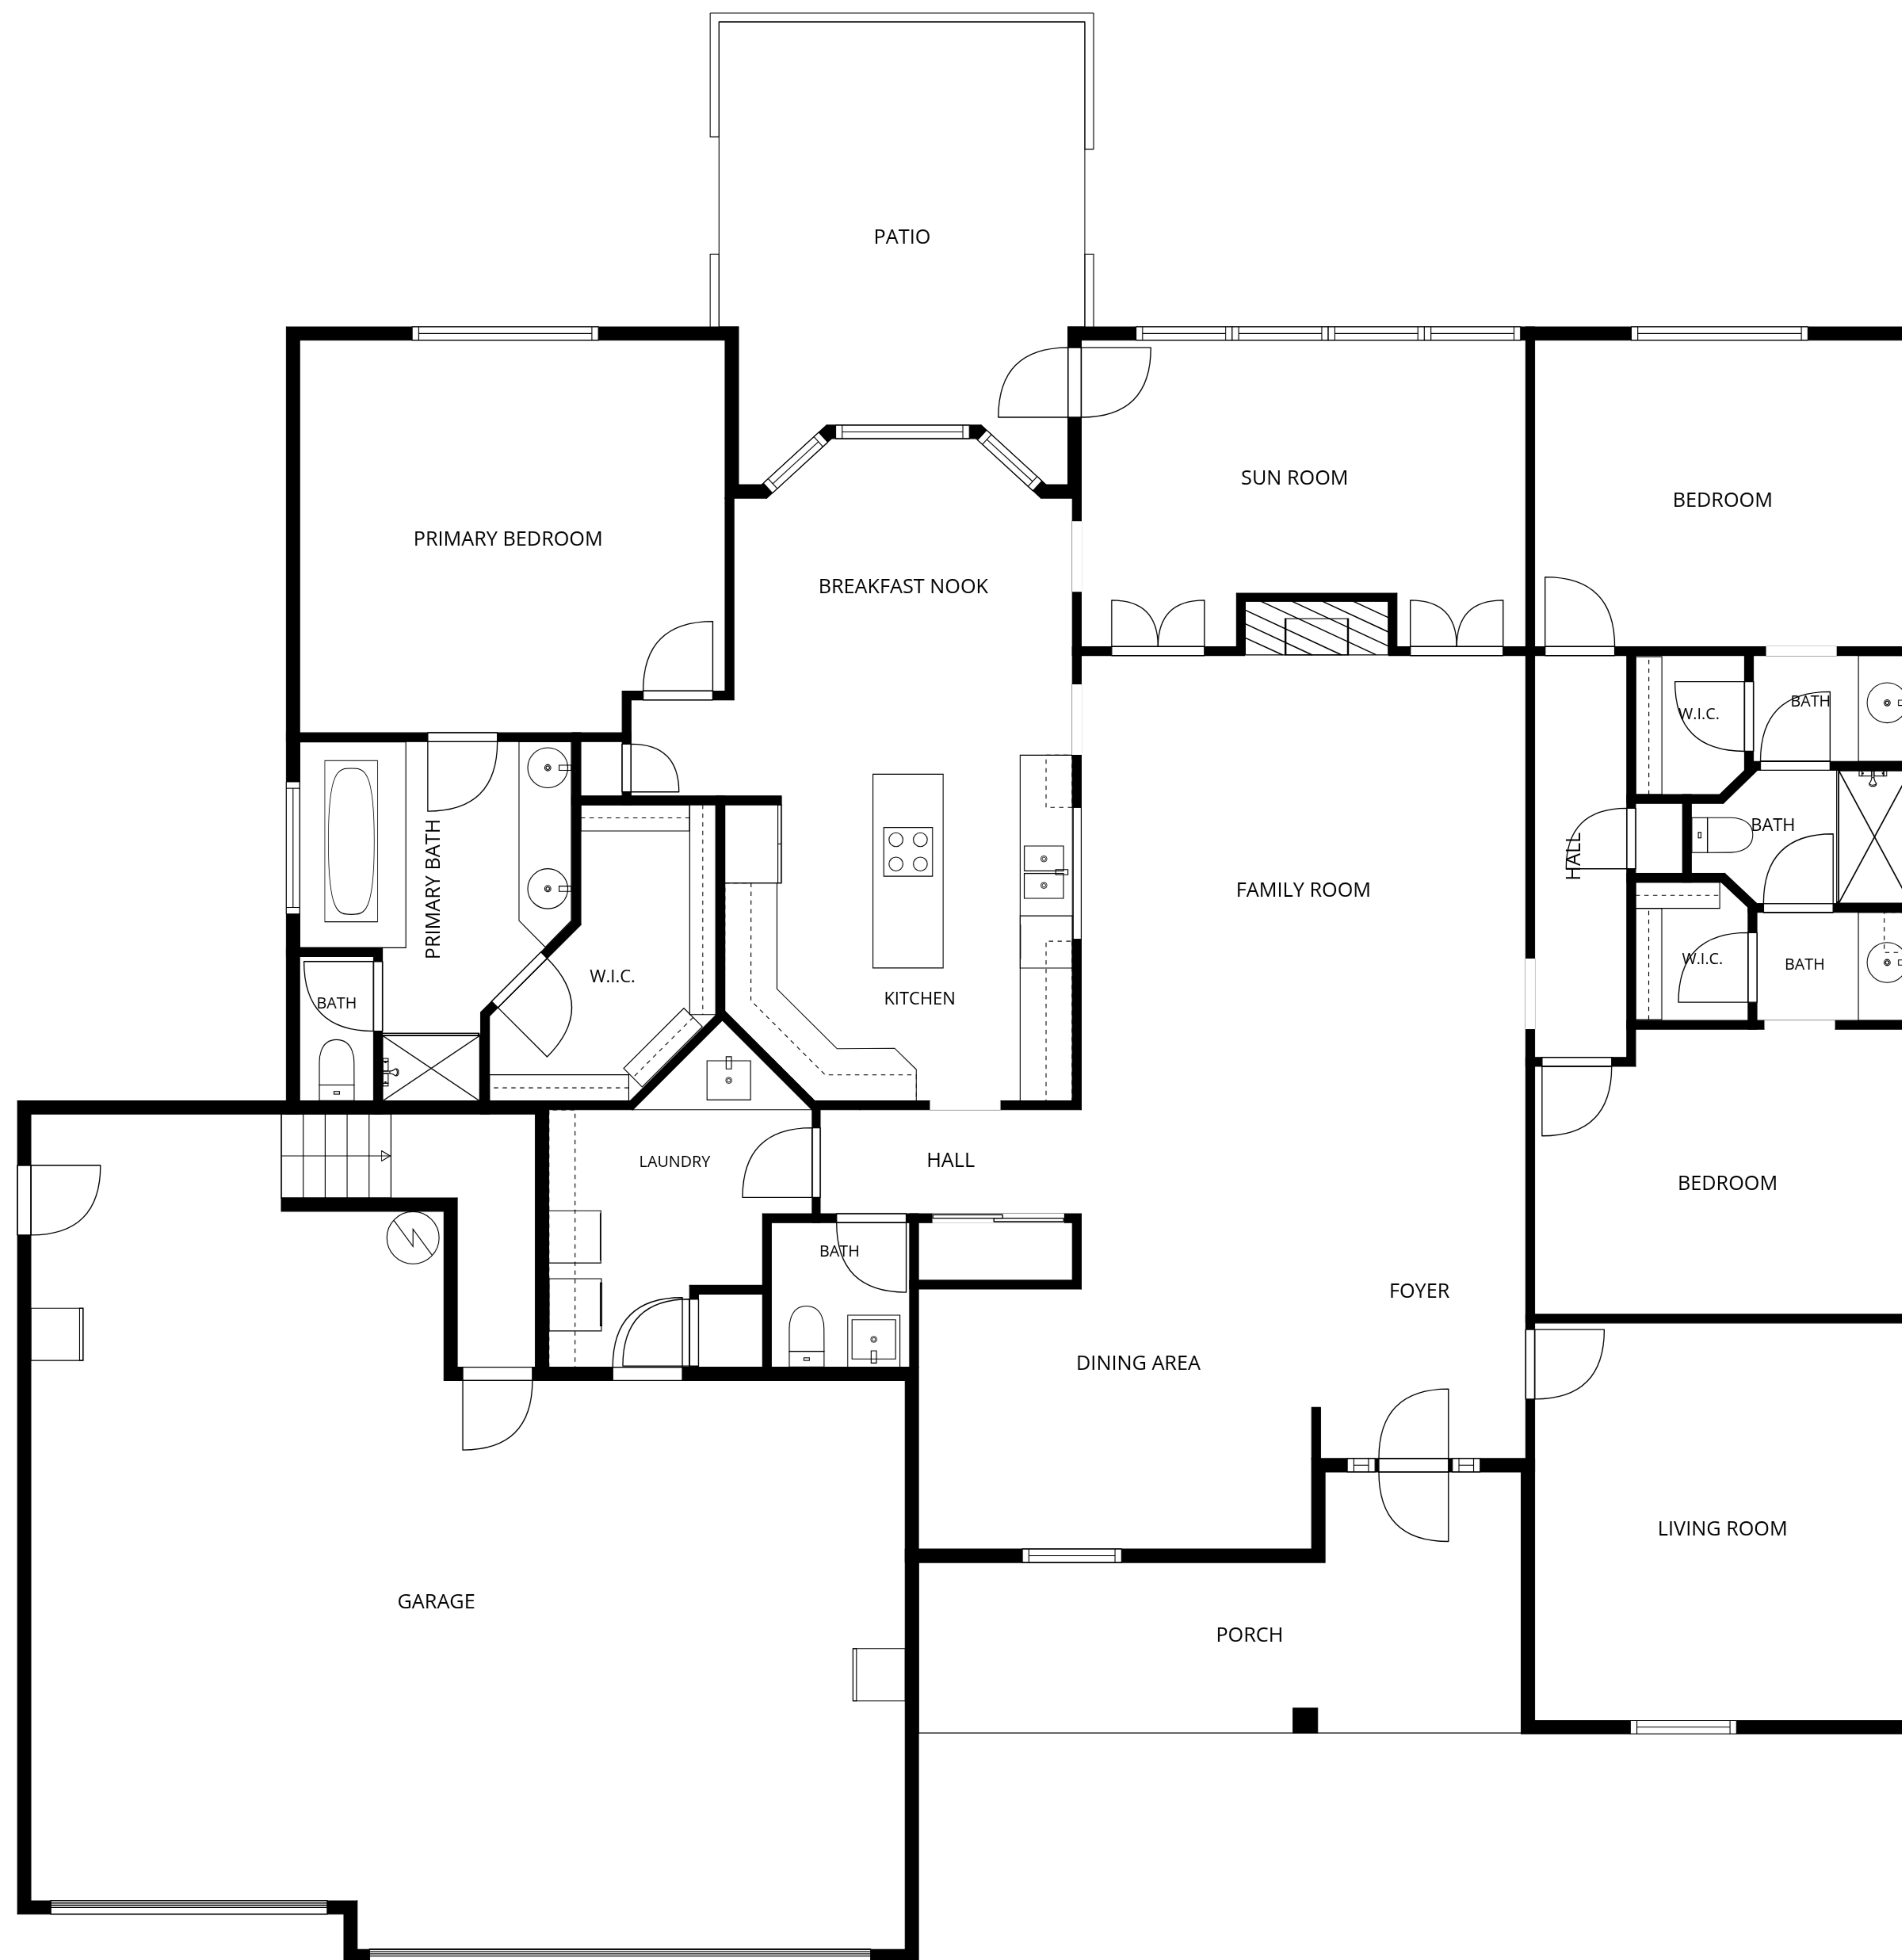 PATIO
SUN ROOM
BEDROOM
PRIMARY BEDROOM
BREAKFAST NOOK
BATH
W.I.C.
BATH
HALL
PRIMARY BATH
FAMILY ROOM
W.I.C.
BATH
W.I.C.
BATH
KITCHEN
LAUNDRY
HALL
BEDROOM
BATH
FOYER
DINING AREA
LIVING ROOM
GARAGE
PORCH